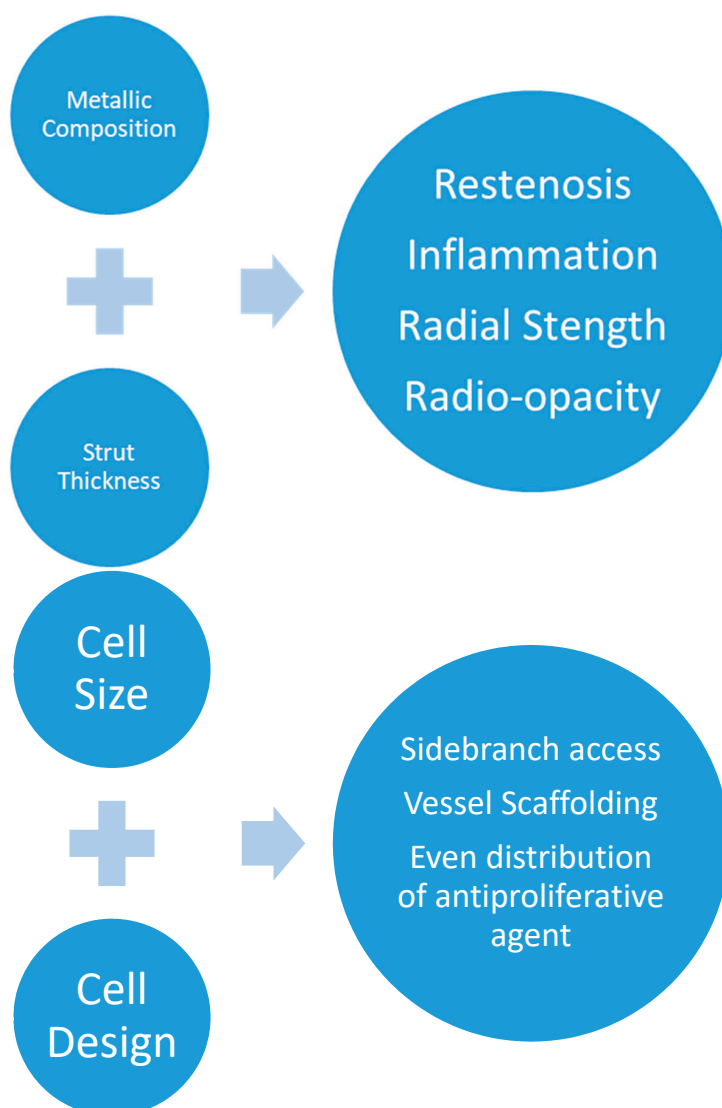 Metallic
Composition
Restenosis
Inflammation
Radial Stength
Radio-opacity
Strut
Thickness
Cell
Size
Sidebranch access
Vessel Scaffolding
Even distribution
of antiproliferative
agent
Cell
Design